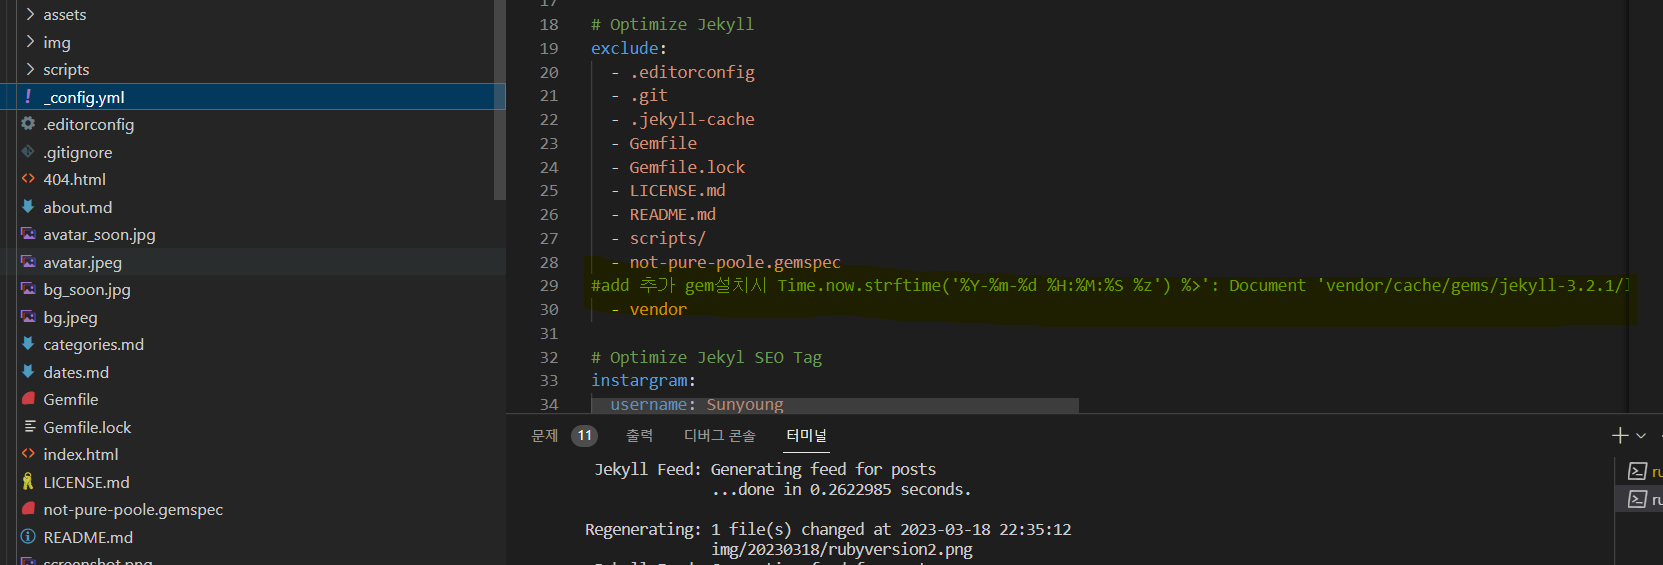 assets
img
scripts
_config.yml
.editorconfig
.gitignore
404.html
about.md
avatar_soon.jpg
avatar.jpeg
bg_soon.jpg
bg.jpeg
categories.md
dates.md
Gemfile
Gemfile.lock
index.html
LICENSE.md
not-pure-poole.gemspec
README.md
screenshot.png
17
18 # Optimize Jekyll
19 exclude:
20 - .editorconfig
21 - .git
22 - .jekyll-cache
23 - Gemfile
24 - Gemfile.lock
25 - LICENSE.md
26 - README.md
27 - scripts/
28 - not-pure-poole.gemspec
29 #add 추가 gem설치시 Time.now.strftime('%Y-%m-%d %H:%M:%S %z') %>': Document 'vendor/cache/gems/jekyll-3.2.1/
30 - vendor
31
32 # Optimize Jekyl SEO Tag
33 instargram:
34 username: Sunyoung
문제 11 출력 디버그 콘솔 터미널
Jekyll Feed: Generating feed for posts
...done in 0.2622985 seconds.
Regenerating: 1 file(s) changed at 2023-03-18 22:35:12
img/20230318/rubyversion2.png